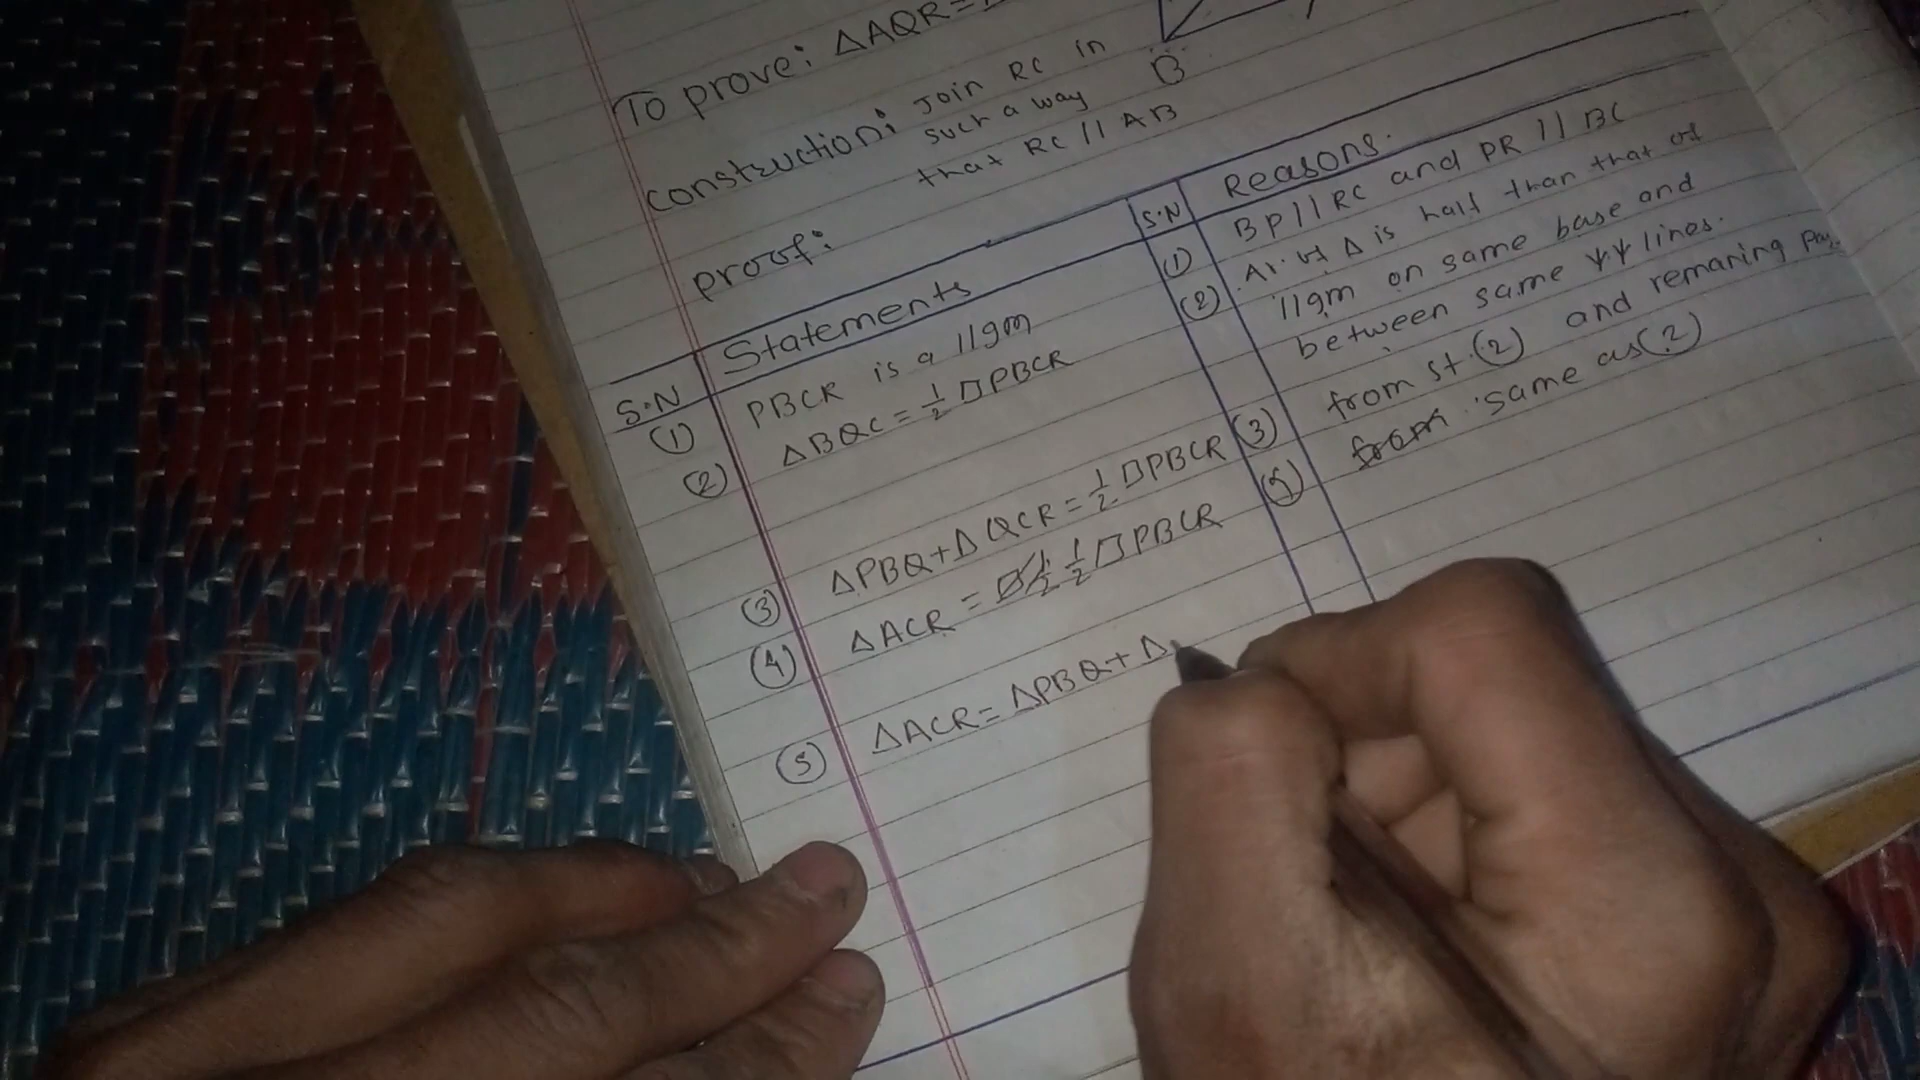 To prove: ΔAQR=
B
construction: Join RC in
such a way
that RC || AB
proof:
S.N Statements S.N Reasons.
(1) PBCR is a ||gm (1) BP||RC and PR || BC
(2) ΔBQC = 1/2 ▱PBCR (2) Ar. of Δ is half than that of
||gm on same base and
between same || lines.
(3) ΔPBQ+ΔQCR=1/2 ▱PBCR (3) from st.(2) and remaring
(4) ΔACR = 1/2 ▱PBCR same as(2)
(5) ΔACR=ΔPBQ+Δ